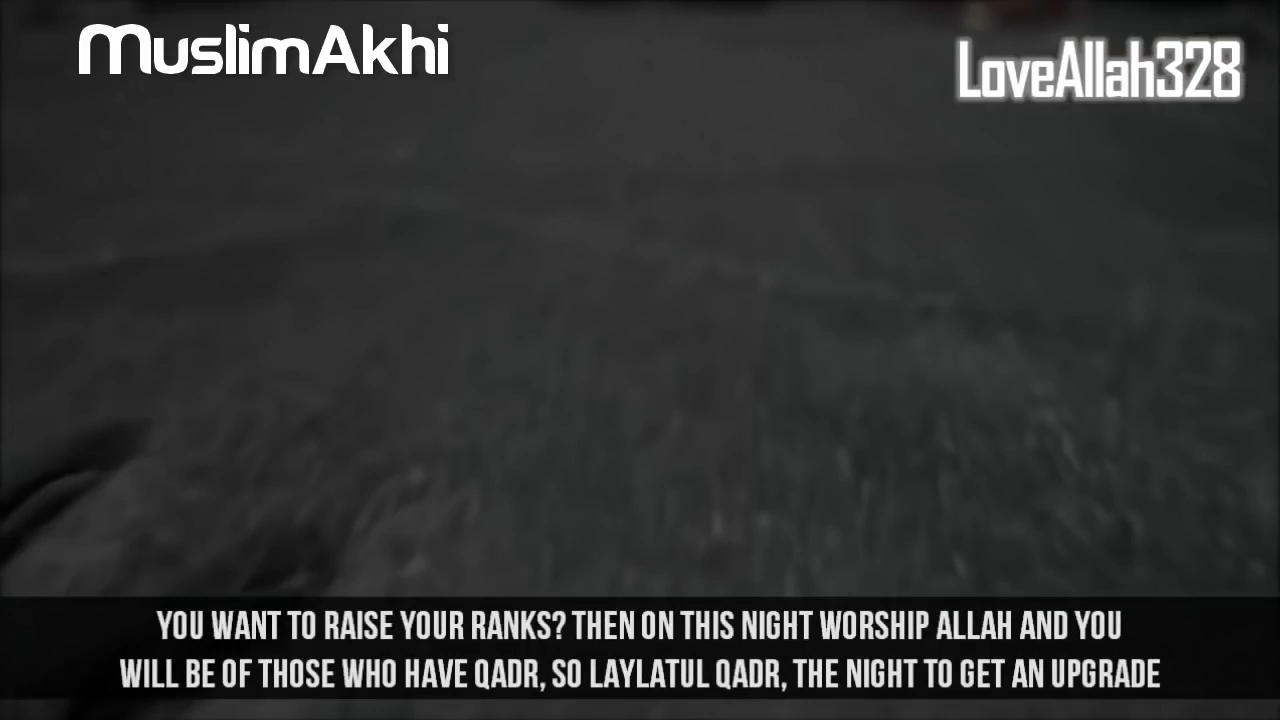 MuslimAkhi
LoveAllah328
YOU WANT TO RAISE YOUR RANKS? THEN ON THIS NIGHT WORSHIP ALLAH AND YOU
WILL BE OF THOSE WHO HAVE QADR, SO LAYLATUL QADR, THE NIGHT TO GET AN UPGRADE